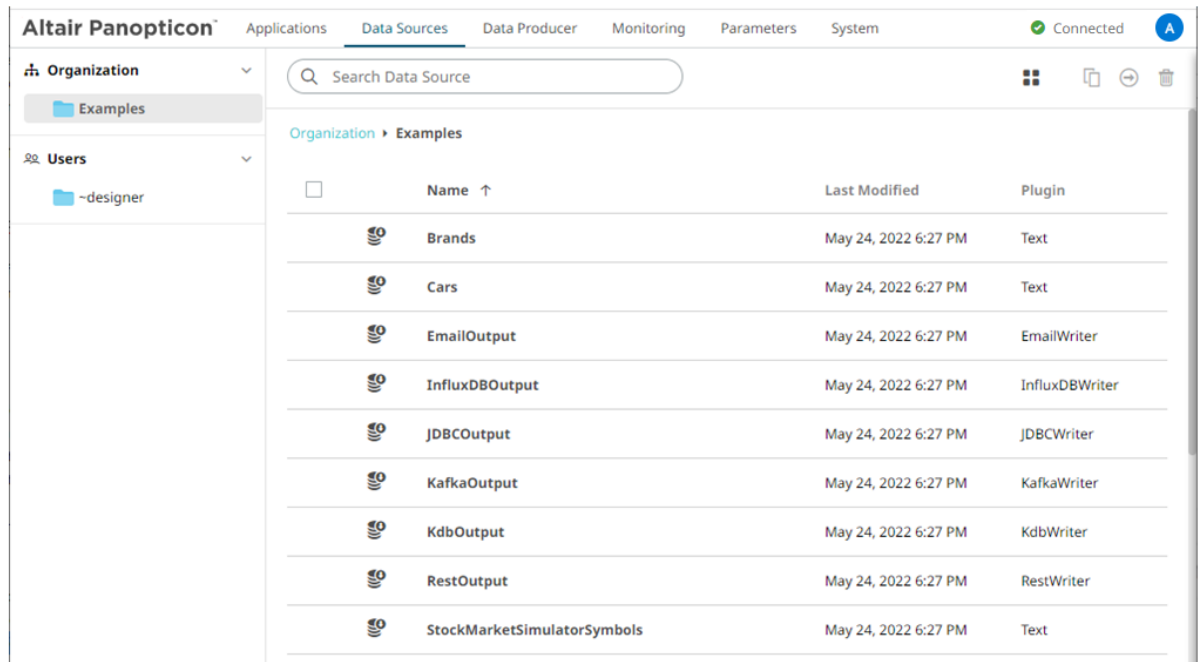 Altair Panopticon™ Applications Data Sources Data Producer Monitoring Parameters System Connected A
Organization
Examples
Users
~designer
Search Data Source
Organization Examples
Name ↑ Last Modified Plugin
Brands May 24, 2022 6:27 PM Text
Cars May 24, 2022 6:27 PM Text
EmailOutput May 24, 2022 6:27 PM EmailWriter
InfluxDBOutput May 24, 2022 6:27 PM InfluxDBWriter
JDBCOutput May 24, 2022 6:27 PM JDBCWriter
KafkaOutput May 24, 2022 6:27 PM KafkaWriter
KdbOutput May 24, 2022 6:27 PM KdbWriter
RestOutput May 24, 2022 6:27 PM RestWriter
StockMarketSimulatorSymbols May 24, 2022 6:27 PM Text